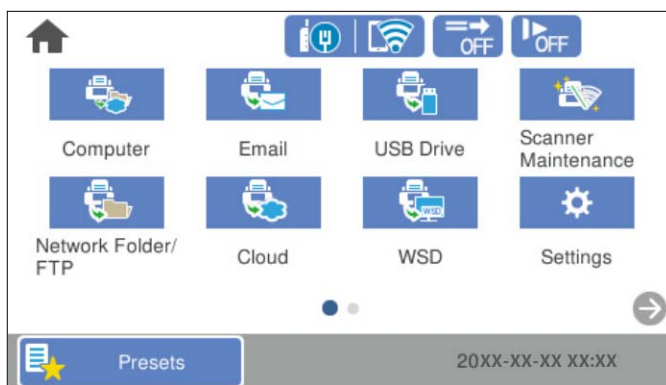 OFF
OFF
Computer
Email
USB Drive
Scanner
Maintenance
WSD
Network Folder/
FTP
Cloud
WSD
Settings
Presets
20XX-XX-XX XX:XX